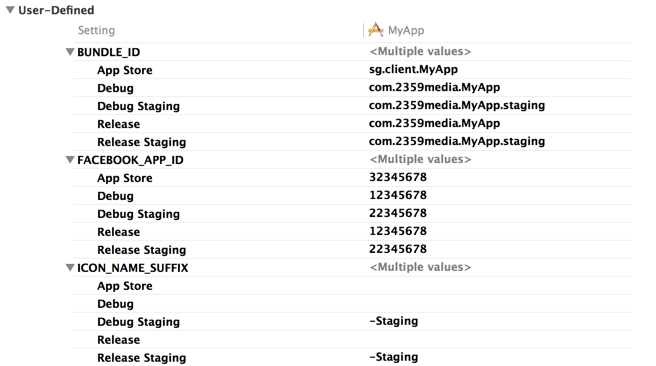 User-Defined
Setting MyApp
BUNDLE_ID <Multiple values>
App Store sg.client.MyApp
Debug com.2359media.MyApp
Debug Staging com.2359media.MyApp.staging
Release com.2359media.MyApp
Release Staging com.2359media.MyApp.staging
FACEBOOK_APP_ID <Multiple values>
App Store 32345678
Debug 12345678
Debug Staging 22345678
Release 12345678
Release Staging 22345678
ICON_NAME_SUFFIX <Multiple values>
App Store
Debug
Debug Staging -Staging
Release
Release Staging -Staging